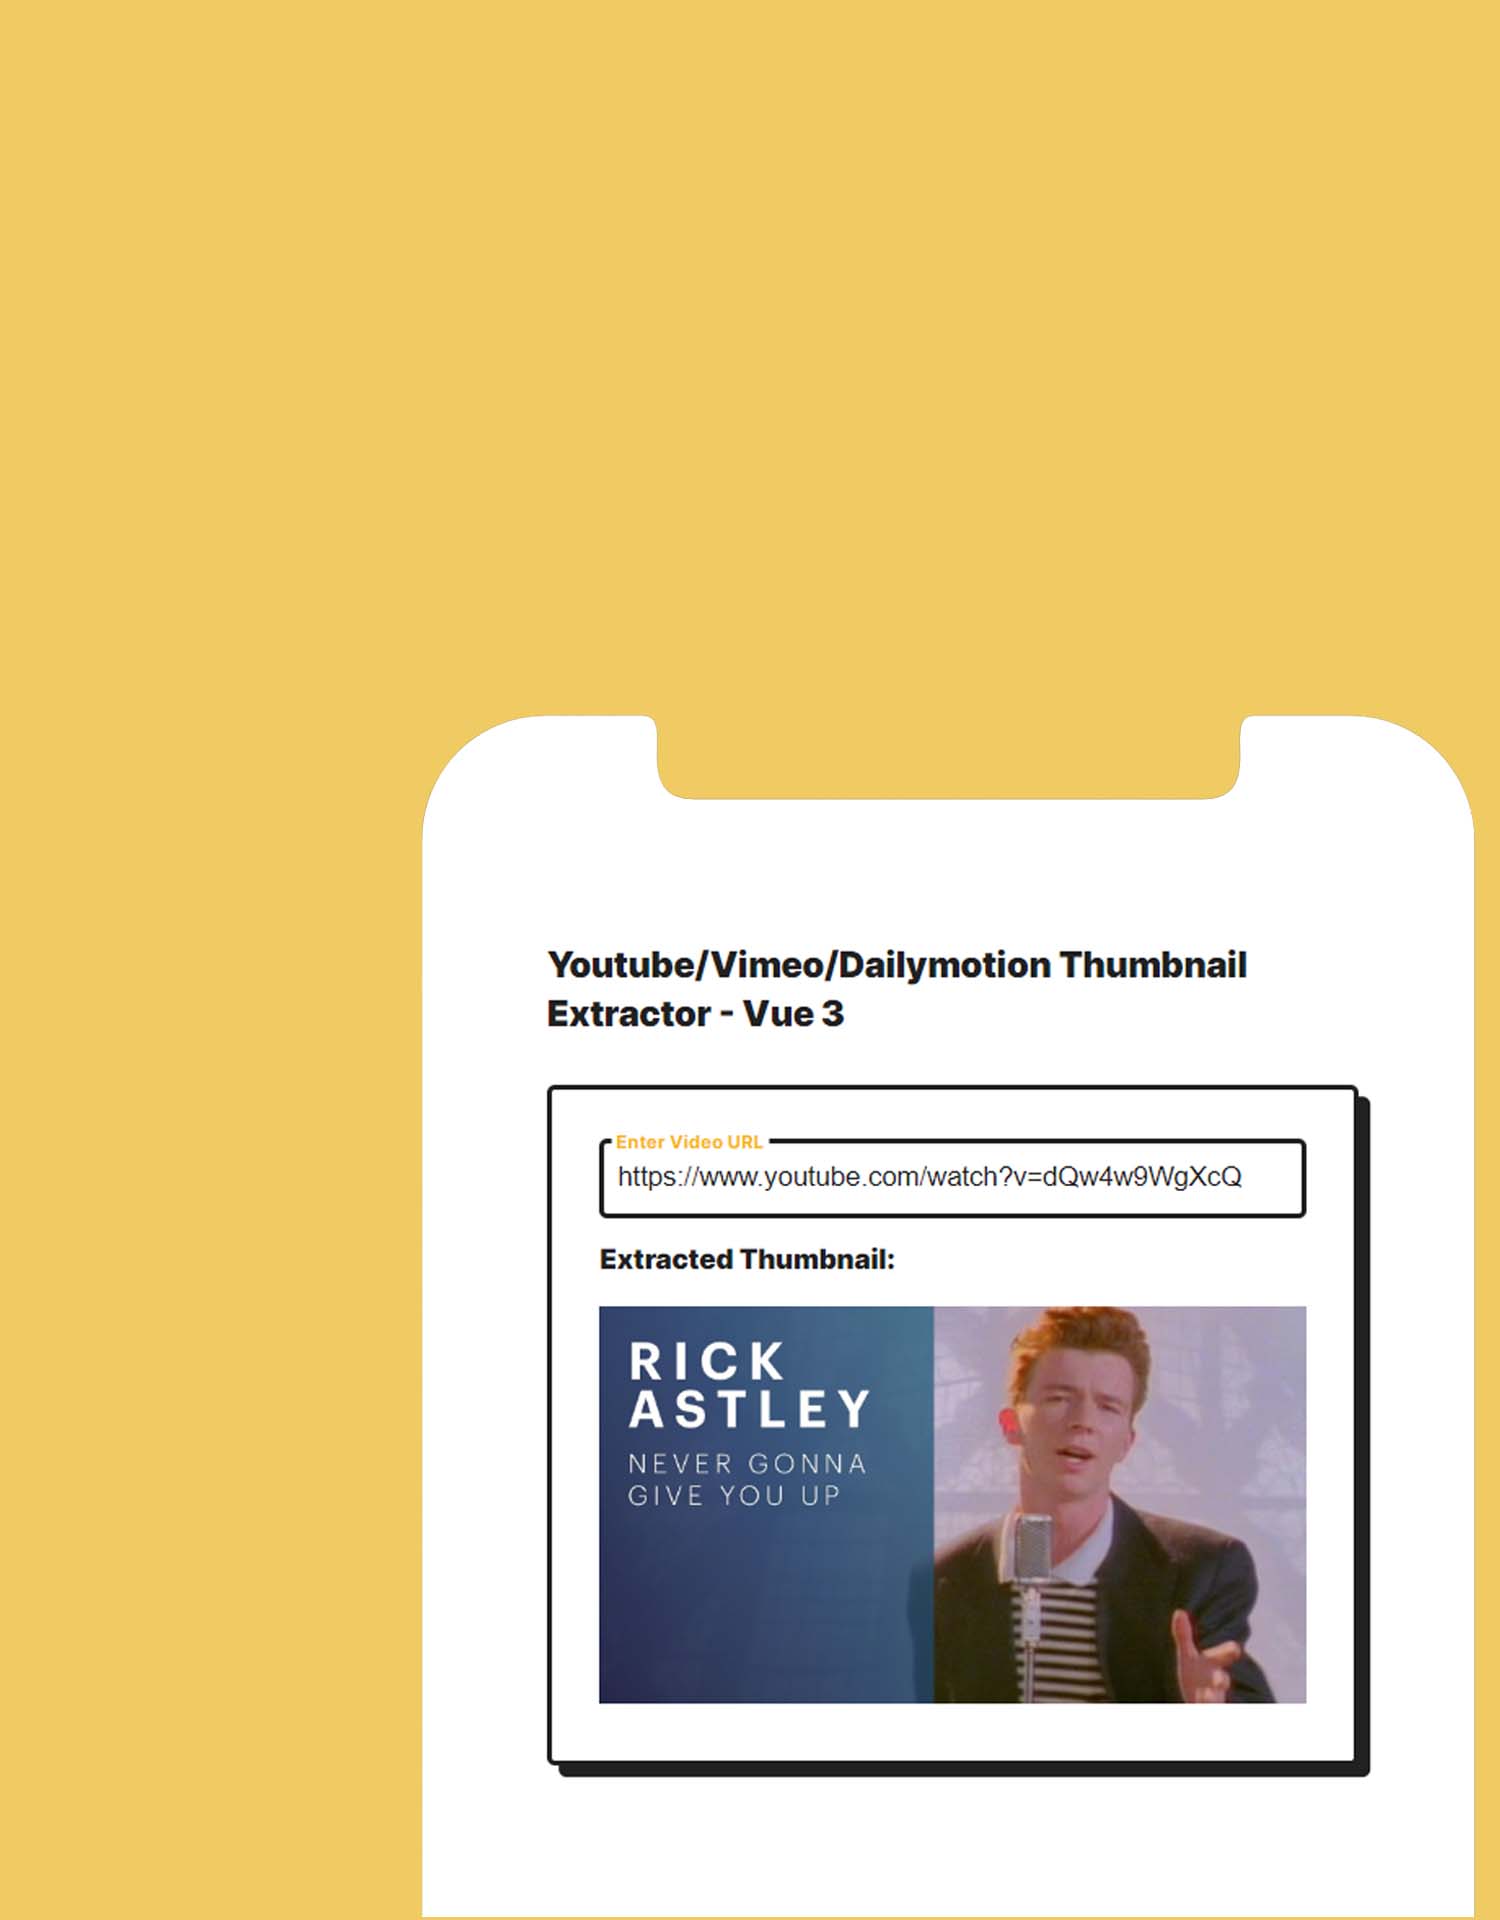 Youtube/Vimeo/Dailymotion Thumbnail
Extractor - Vue 3
Enter Video URL
https://www.youtube.com/watch?v=dQw4w9WgXcQ
Extracted Thumbnail:
RICK
ASTLEY
NEVER GONNA
GIVE YOU UP